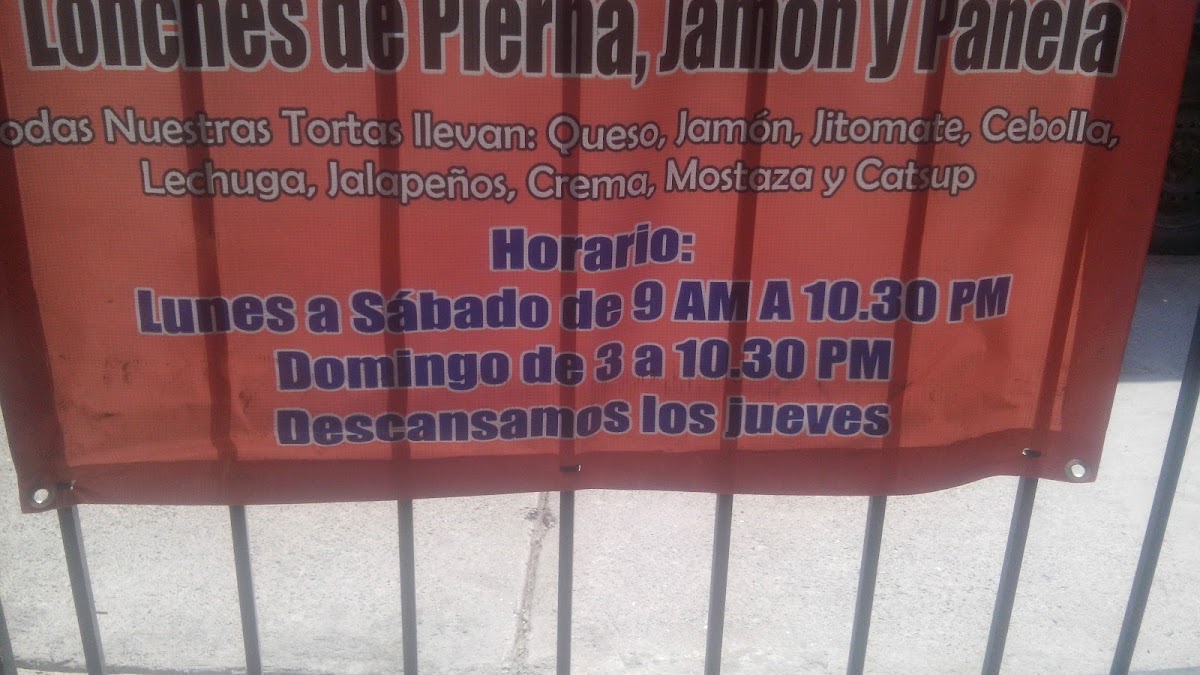 Lonches de Pierna, Jamón y Panela
odas Nuestras Tortas llevan: Queso, Jamón, Jitomate, Cebolla,
Lechuga, Jalapeños, Crema, Mostaza y Catsup
Horario:
Lunes a Sábado de 9 AM A 10.30 PM
Domingo de 3 a 10.30 PM
Descansamos los jueves